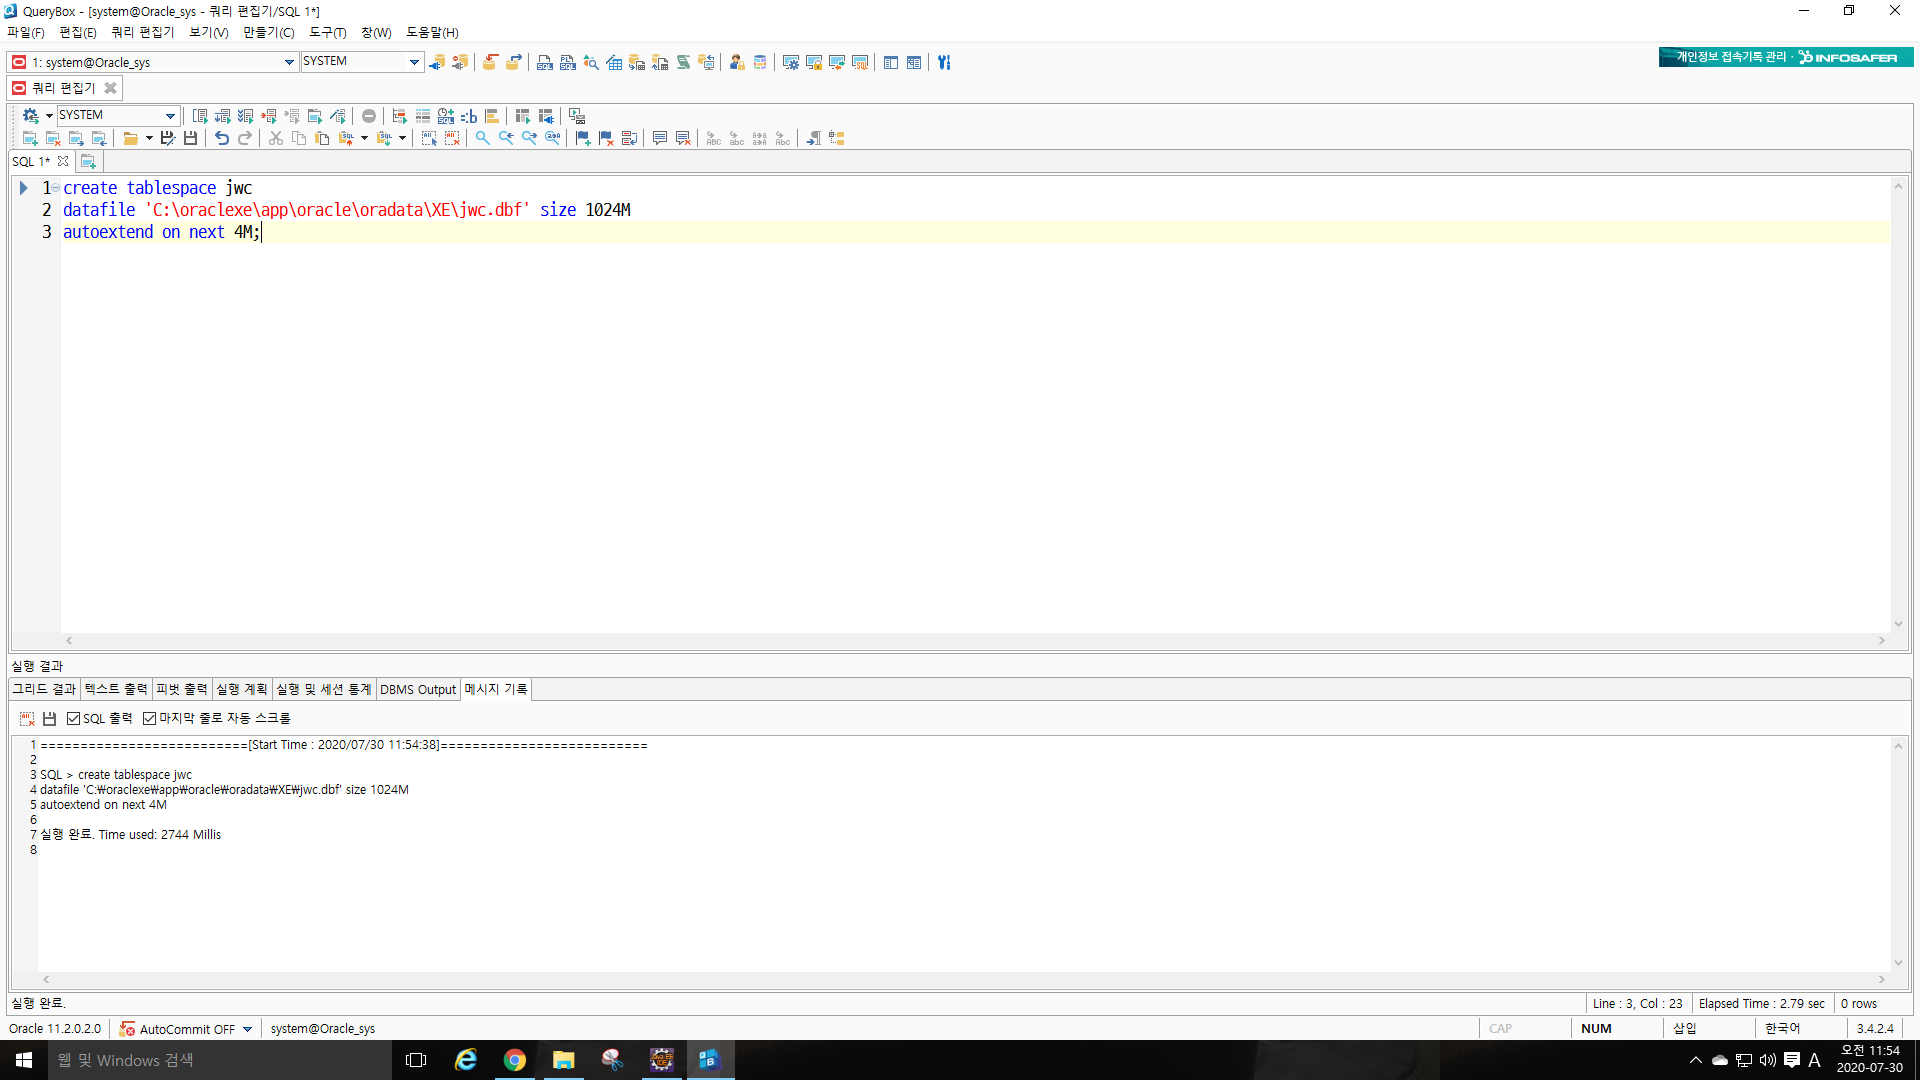 QueryBox - [system@Oracle_sys - 쿼리 편집기/SQL 1*]
파일(F) 편집(E) 쿼리 편집기 보기(V) 만들기(C) 도구(T) 창(W) 도움말(H)
1: system@Oracle_sys SYSTEM
개인정보 접속기록 관리 · INFOSAFER
쿼리 편집기
SYSTEM
SQL 1*
1 create tablespace jwc
2 datafile 'C:\oraclexe\app\oracle\oradata\XE\jwc.dbf' size 1024M
3 autoextend on next 4M;
실행 결과
그리드 결과 텍스트 출력 피벗 출력 실행 계획 실행 및 세션 통계 DBMS Output 메시지 기록
SQL 출력 마지막 줄로 자동 스크롤
1 ==========================[Start Time : 2020/07/30 11:54:38]==========================
2
3 SQL > create tablespace jwc
4 datafile 'C:₩oraclexe₩app₩oracle₩oradata₩XE₩jwc.dbf' size 1024M
5 autoextend on next 4M
6
7 실행 완료. Time used: 2744 Millis
8
실행 완료. Line : 3, Col : 23 Elapsed Time : 2.79 sec 0 rows
Oracle 11.2.0.2.0 AutoCommit OFF system@Oracle_sys CAP NUM 삽입 한국어 3.4.2.4
웹 및 Windows 검색
A 오전 11:54
2020-07-30